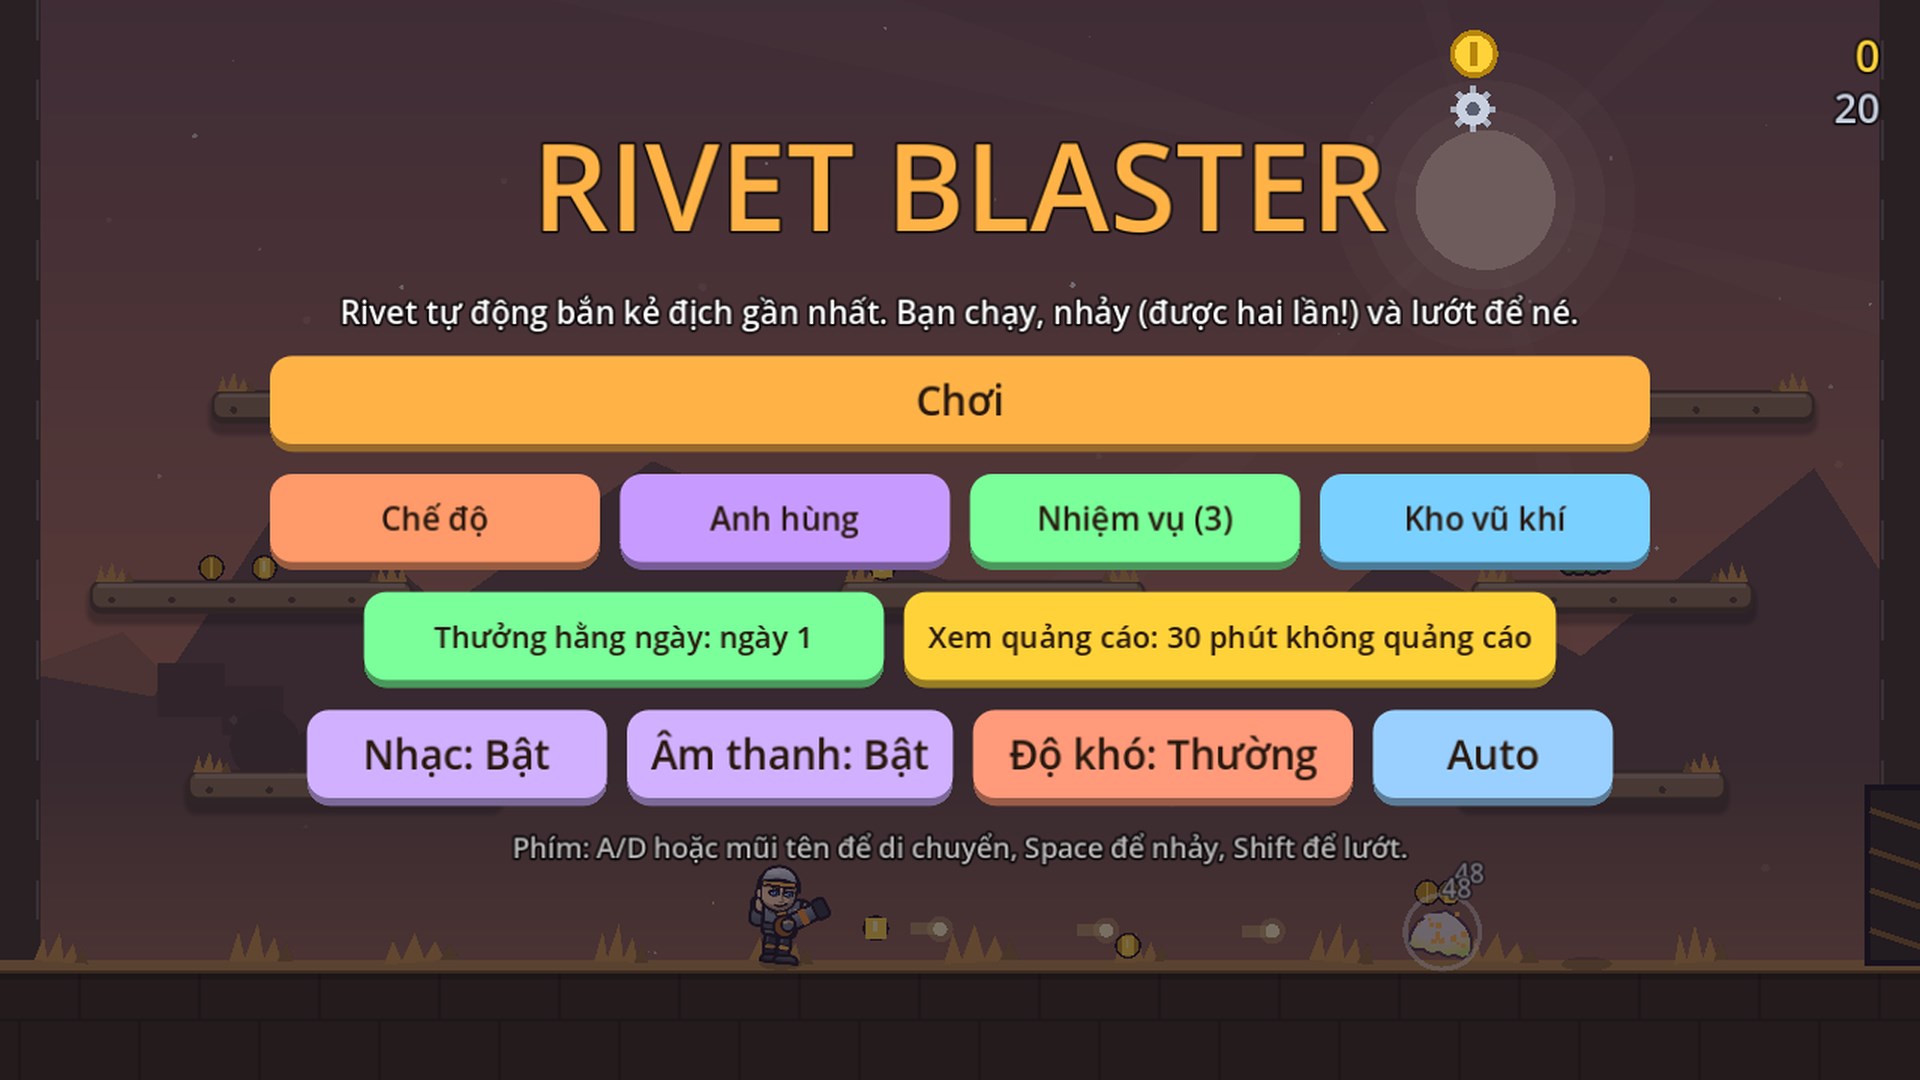 0
20
RIVET BLASTER
Rivet tự động bắn kẻ địch gần nhất. Bạn chạy, nhảy (được hai lần!) và lướt để né.
Chơi
Chế độ
Anh hùng
Nhiệm vụ (3)
Kho vũ khí
Thưởng hằng ngày: ngày 1
Xem quảng cáo: 30 phút không quảng cáo
Nhạc: Bật
Âm thanh: Bật
Độ khó: Thường
Auto
Phím: A/D hoặc mũi tên để di chuyển, Space để nhảy, Shift để lướt.
48
48